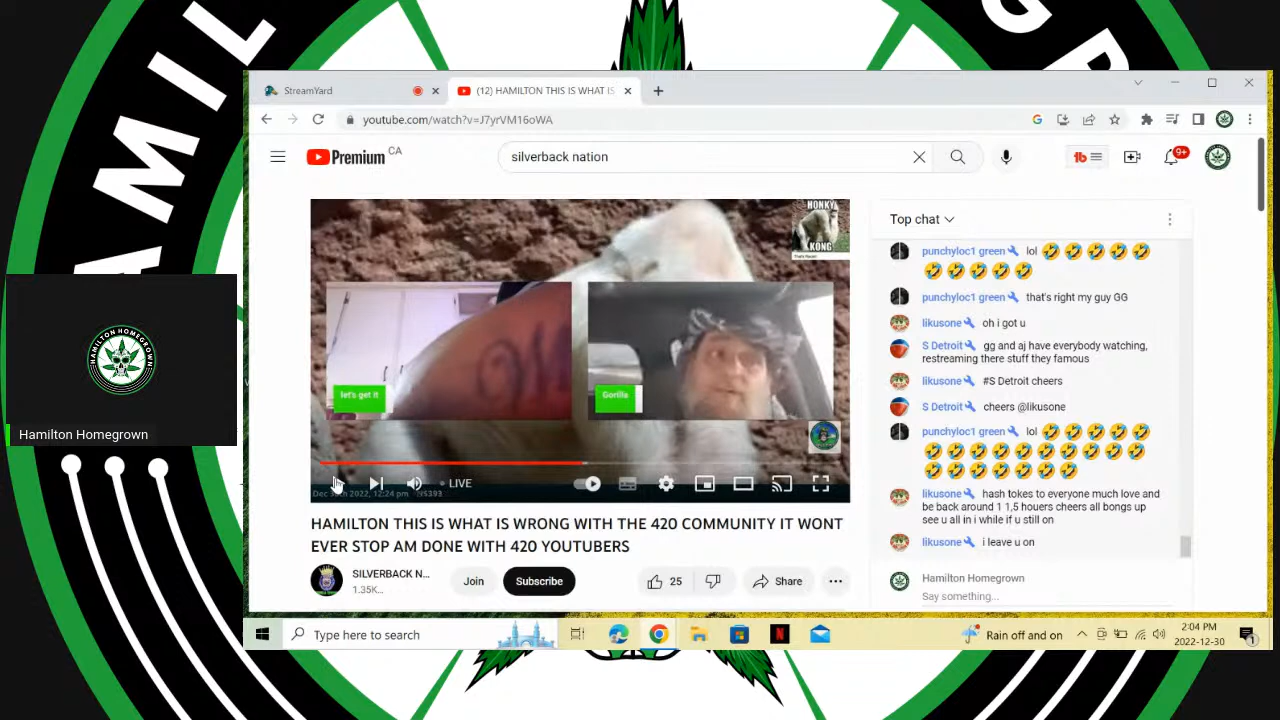 HAMIL
GR
StreamYard
(12) HAMILTON THIS IS WHAT IS
youtube.com/watch?v=J7yrVM16oWA
Premium CA
silverback nation
9+
HONKY
KONG
let's get it
Gorilla
LIVE
Top chat
punchyloc1 green lol 🤣🤣🤣🤣🤣
🤣🤣🤣🤣🤣
punchyloc1 green that's right my guy GG
likusone oh i got u
S Detroit gg and aj have everybody watching,
restreaming there stuff they famous
likusone #S Detroit cheers
S Detroit cheers @likusone
punchyloc1 green lol 🤣🤣🤣🤣🤣
🤣🤣🤣🤣🤣🤣🤣🤣🤣🤣
🤣🤣🤣🤣🤣🤣🤣
likusone hash tokes to everyone much love and
be back around 1 1,5 houers cheers all bongs up
see u all in i while if u still on
likusone i leave u on
Hamilton Homegrown
Say something...
HAMILTON THIS IS WHAT IS WRONG WITH THE 420 COMMUNITY IT WONT
EVER STOP AM DONE WITH 420 YOUTUBERS
SILVERBACK N...
1.35K...
Join
Subscribe
25
Share
HAMILTON HOMEGROWN
Hamilton Homegrown
Type here to search
Rain off and on
2:04 PM
2022-12-30
1